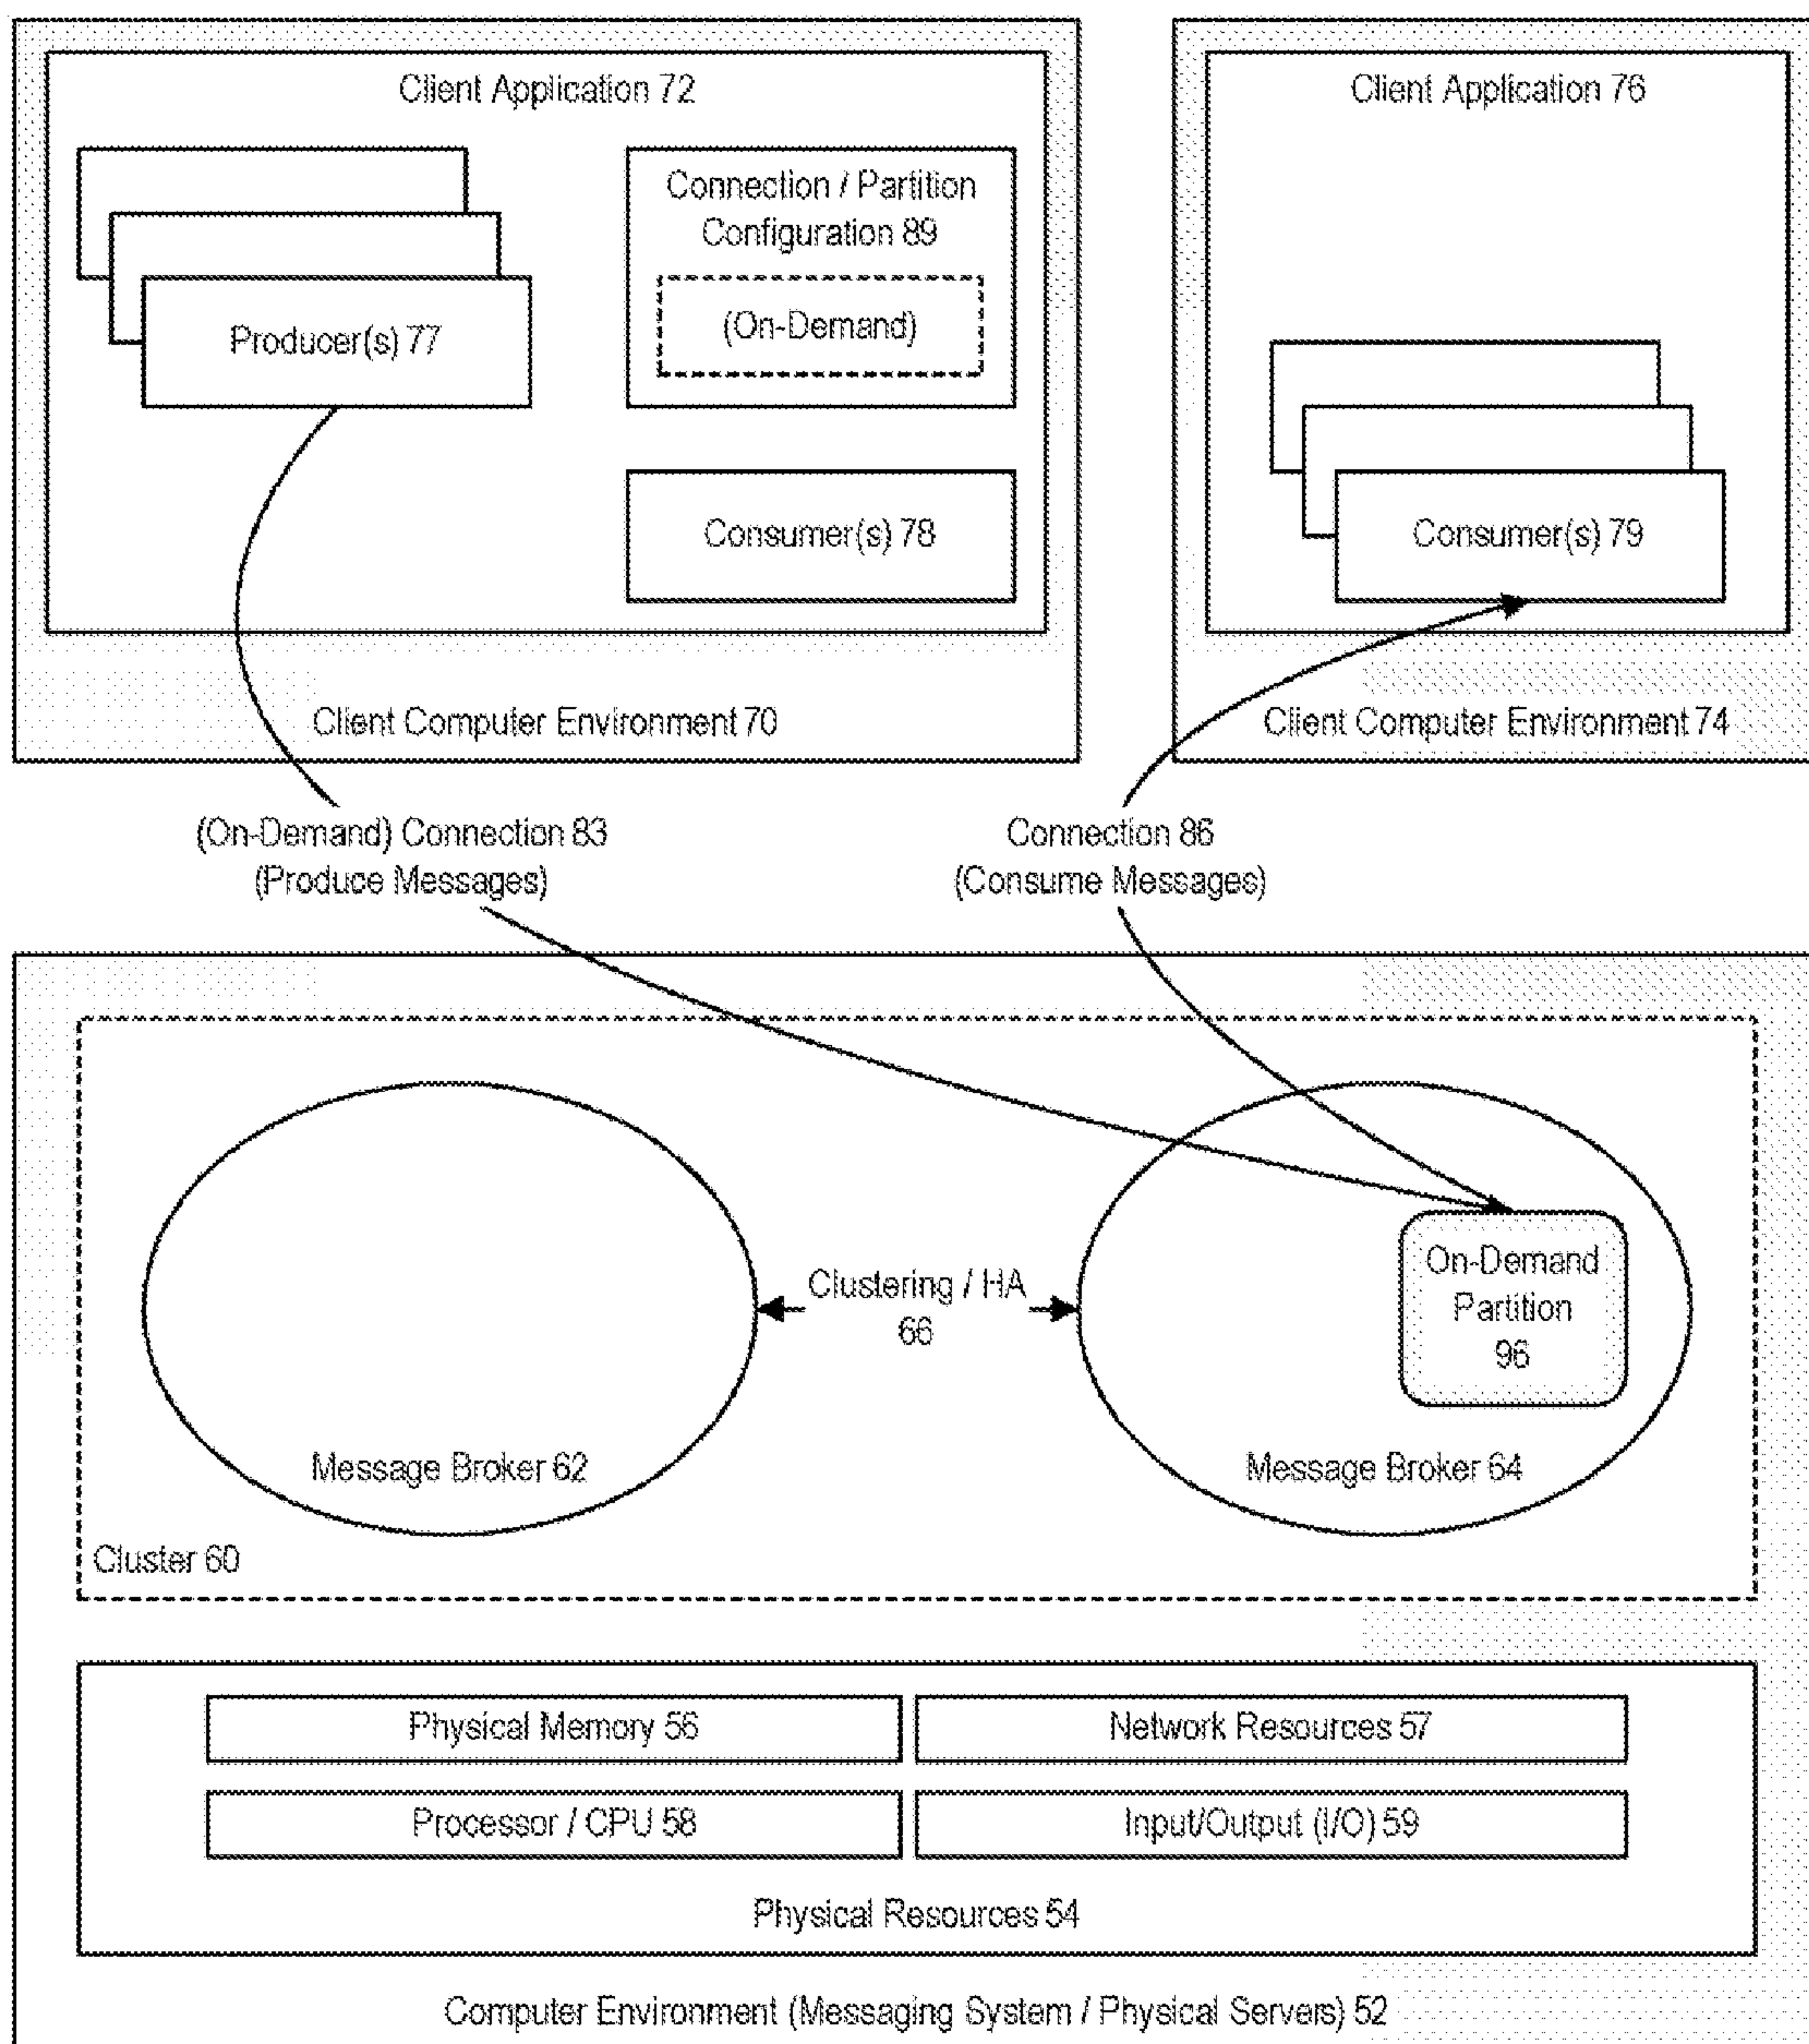 Client Application 72
Client Application 76
Connection / Partition
Configuration 89
(On-Demand)
Producer(s) 77
Consumer(s) 78
Consumer(s) 79
Client Computer Environment 70
Client Computer Environment 74
(On-Demand) Connection 83
(Produce Messages)
Connection 86
(Consume Messages)
On-Demand
Partition
96
Clustering / HA
66
Message Broker 62
Message Broker 64
Cluster 60
Physical Memory 56
Network Resources 57
Processor / CPU 58
Input/Output (I/O) 59
Physical Resources 54
Computer Environment (Messaging System / Physical Servers) 52